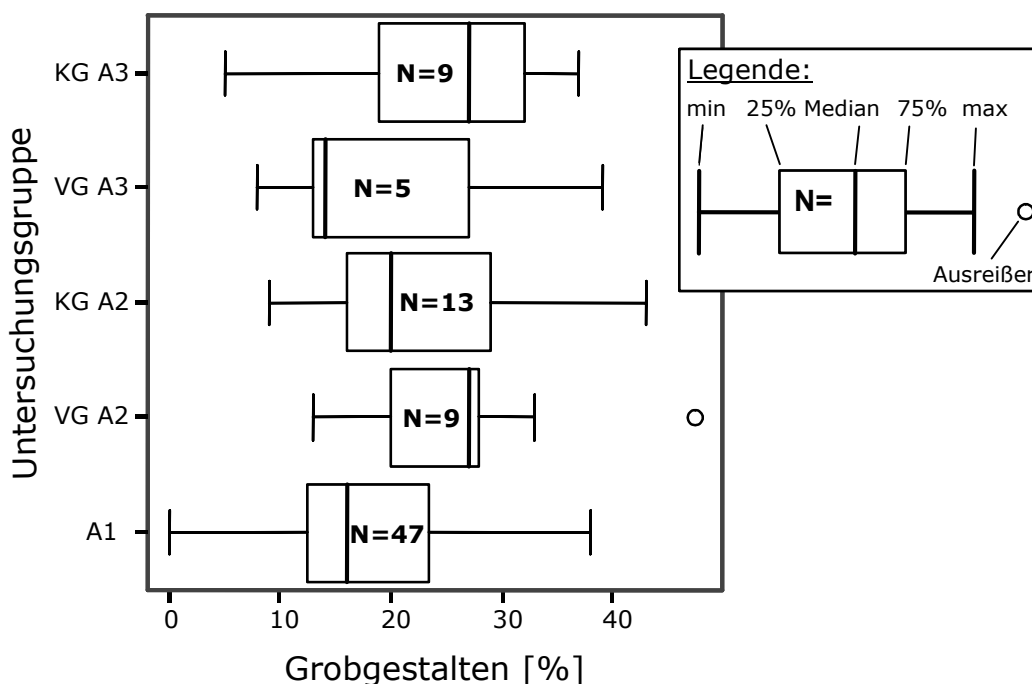 Untersuchungsgruppe
KG A3
N=9
VG A3
N=5
KG A2
N=13
VG A2
N=9
A1
N=47
0 10 20 30 40
Grobgestalten [%]
Legende:
min 25% Median 75% max
N=
Ausreißer